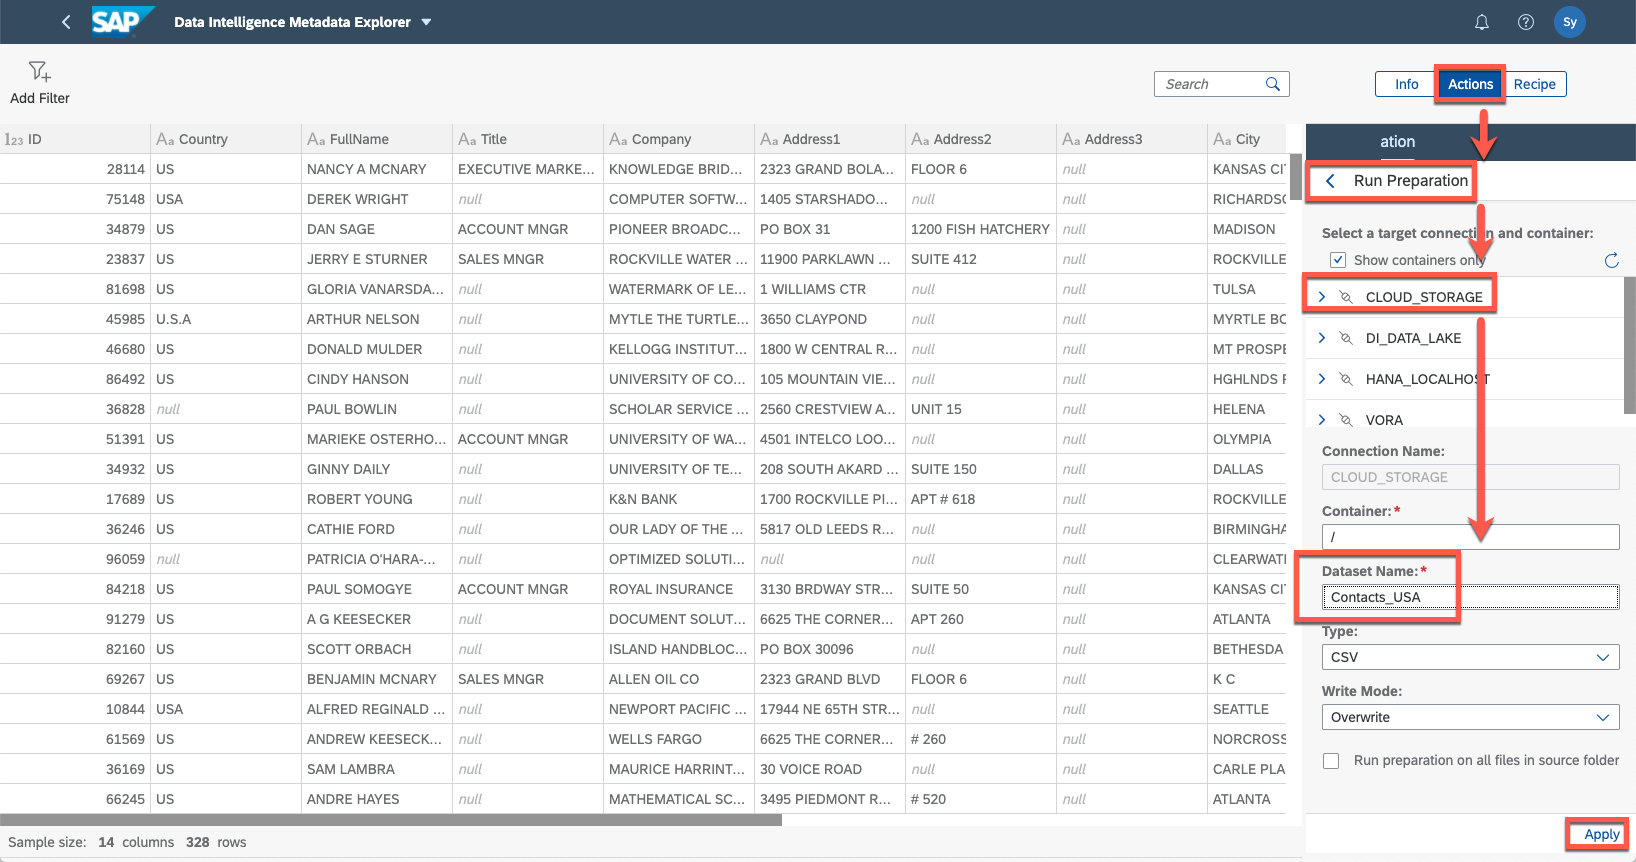 SAP Data Intelligence Metadata Explorer Sy
Add Filter
Search
Info Actions Recipe
123 ID Aa Country Aa FullName Aa Title Aa Company Aa Address1 Aa Address2 Aa Address3 Aa City
28114 US NANCY A MCNARY EXECUTIVE MARKE... KNOWLEDGE BRID... 2323 GRAND BOLA... FLOOR 6 null KANSAS CI
75148 USA DEREK WRIGHT null COMPUTER SOFTW... 1405 STARSHADO... null null RICHARDSO
34879 US DAN SAGE ACCOUNT MNGR PIONEER BROADC... PO BOX 31 1200 FISH HATCHERY null MADISON
23837 US JERRY E STURNER SALES MNGR ROCKVILLE WATER ... 11900 PARKLAWN ... SUITE 412 null ROCKVILLE
81698 US GLORIA VANARSDA... null WATERMARK OF LE... 1 WILLIAMS CTR null null TULSA
45985 U.S.A ARTHUR NELSON null MYTLE THE TURTLE... 3650 CLAYPOND null null MYRTLE BO
46680 US DONALD MULDER null KELLOGG INSTITUT... 1800 W CENTRAL R... null null MT PROSPE
86492 US CINDY HANSON null UNIVERSITY OF CO... 105 MOUNTAIN VIE... null null HGHLNDS
36828 null PAUL BOWLIN null SCHOLAR SERVICE ... 2560 CRESTVIEW A... UNIT 15 null HELENA
51391 US MARIEKE OSTERHO... ACCOUNT MNGR UNIVERSITY OF WA... 4501 INTELCO LOO... null null OLYMPIA
34932 US GINNY DAILY null UNIVERSITY OF TE... 208 SOUTH AKARD ... SUITE 150 null DALLAS
17689 US ROBERT YOUNG null K&N BANK 1700 ROCKVILLE PI... APT # 618 null ROCKVILLE
36246 US CATHIE FORD null OUR LADY OF THE ... 5817 OLD LEEDS R... null null BIRMINGHA
96059 null PATRICIA O'HARA-... null OPTIMIZED SOLUTI... null null null CLEARWATI
84218 US PAUL SOMOGYE ACCOUNT MNGR ROYAL INSURANCE 3130 BRDWAY STR... SUITE 50 null KANSAS CI
91279 US A G KEESECKER null DOCUMENT SOLUT... 6625 THE CORNER... APT 260 null ATLANTA
82160 US SCOTT ORBACH null ISLAND HANDBLOC... PO BOX 30096 null null BETHESDA
69267 US BENJAMIN MCNARY SALES MNGR ALLEN OIL CO 2323 GRAND BLVD FLOOR 6 null K C
10844 USA ALFRED REGINALD ... null NEWPORT PACIFIC ... 17944 NE 65TH STR... null null SEATTLE
61569 US ANDREW KEESECK... null WELLS FARGO 6625 THE CORNER... # 260 null NORCROSS
36169 US SAM LAMBRA null MAURICE HARRINT... 30 VOICE ROAD null null CARLE PLA
66245 US ANDRE HAYES null MATHEMATICAL SC... 3495 PIEDMONT R... # 520 null ATLANTA
Sample size: 14 columns 328 rows
ation
Run Preparation
Select a target connection and container:
Show containers only
CLOUD_STORAGE
DI_DATA_LAKE
HANA_LOCALHOST
VORA
Connection Name:
CLOUD_STORAGE
Container:*
/
Dataset Name:*
Contacts_USA
Type:
CSV
Write Mode:
Overwrite
Run preparation on all files in source folder
Apply